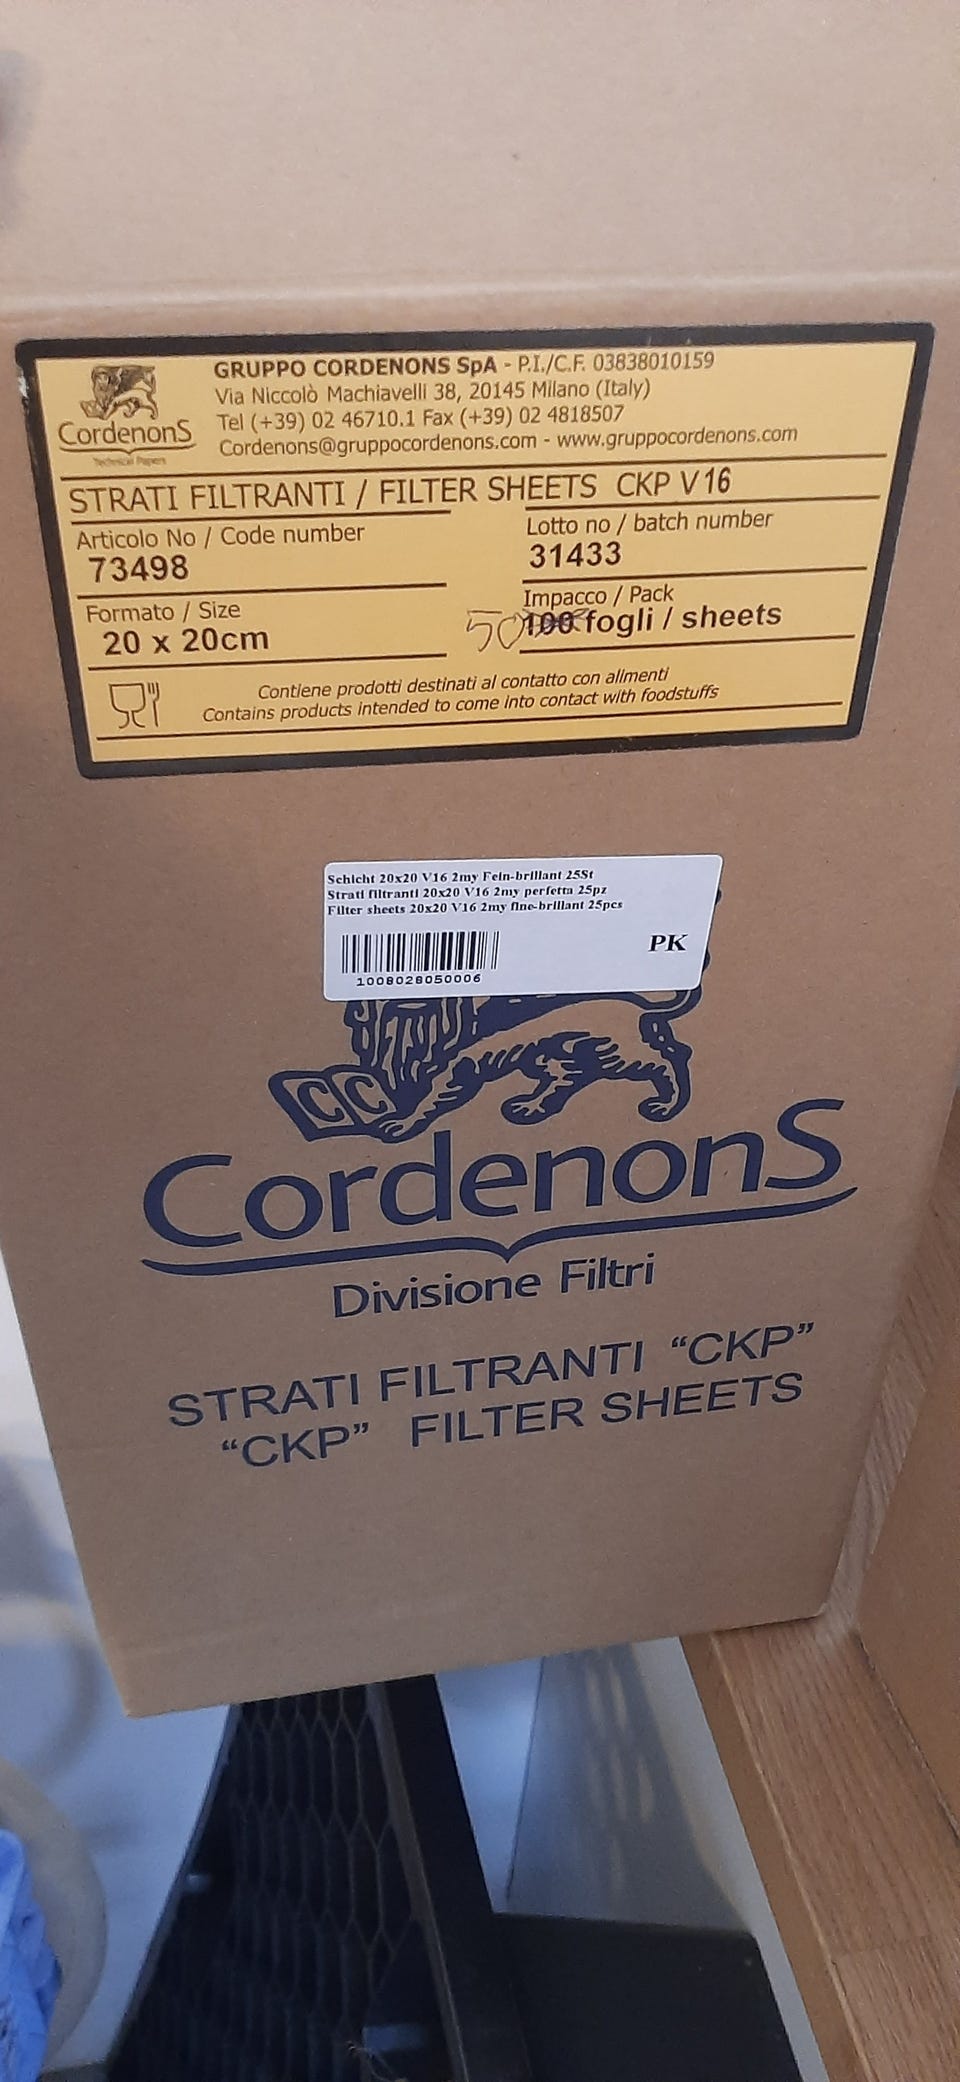 GRUPPO CORDENONS SpA - P.I./C.F. 03838010159
Via Niccolò Machiavelli 38, 20145 Milano (Italy)
Tel (+39) 02 46710.1 Fax (+39) 02 4818507
Cordenons@gruppocordenons.com - www.gruppocordenons.com
CordenonS
Technical Papers
STRATI FILTRANTI / FILTER SHEETS CKP V16
Articolo No / Code number
73498
Lotto no / batch number
31433
Formato / Size
20 x 20cm
Impacco / Pack
50 100 fogli / sheets
Contiene prodotti destinati al contatto con alimenti
Contains products intended to come into contact with foodstuffs
Schicht 20x20 V16 2my Fein-brillant 25St
Strati filtranti 20x20 V16 2my perfetta 25pz
Filter sheets 20x20 V16 2my fine-brillant 25pcs
PK
1008028050006
CC
CordenonS
Divisione Filtri
STRATI FILTRANTI “CKP”
“CKP” FILTER SHEETS